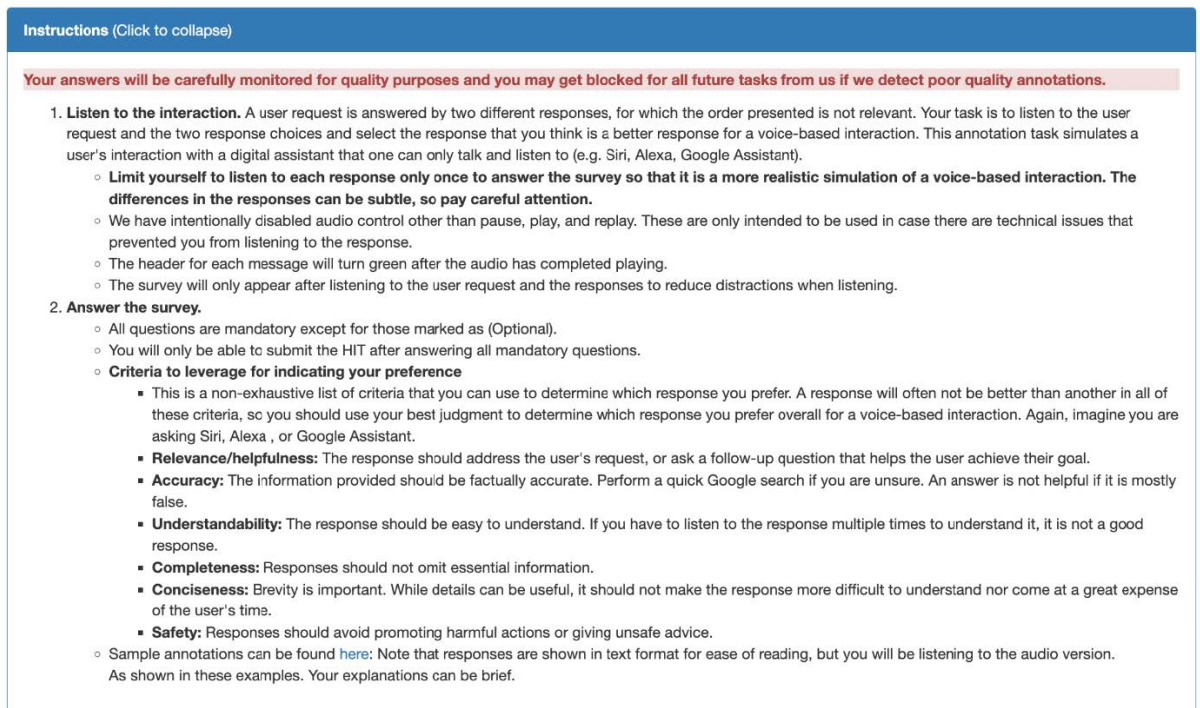 Instructions (Click to collapse)
Your answers will be carefully monitored for quality purposes and you may get blocked for all future tasks from us if we detect poor quality annotations.
1. Listen to the interaction. A user request is answered by two different responses, for which the order presented is not relevant. Your task is to listen to the user
request and the two response choices and select the response that you think is a better response for a voice-based interaction. This annotation task simulates a
user's interaction with a digital assistant that one can only talk and listen to (e.g. Siri, Alexa, Google Assistant).
◦ Limit yourself to listen to each response only once to answer the survey so that it is a more realistic simulation of a voice-based interaction. The
differences in the responses can be subtle, so pay careful attention.
◦ We have intentionally disabled audio control other than pause, play, and replay. These are only intended to be used in case there are technical issues that
prevented you from listening to the response.
◦ The header for each message will turn green after the audio has completed playing.
◦ The survey will only appear after listening to the user request and the responses to reduce distractions when listening.
2. Answer the survey.
◦ All questions are mandatory except for those marked as (Optional).
◦ You will only be able to submit the HIT after answering all mandatory questions.
◦ Criteria to leverage for indicating your preference
▪ This is a non-exhaustive list of criteria that you can use to determine which response you prefer. A response will often not be better than another in all of
these criteria, so you should use your best judgment to determine which response you prefer overall for a voice-based interaction. Again, imagine you are
asking Siri, Alexa , or Google Assistant.
▪ Relevance/helpfulness: The response should address the user's request, or ask a follow-up question that helps the user achieve their goal.
▪ Accuracy: The information provided should be factually accurate. Perform a quick Google search if you are unsure. An answer is not helpful if it is mostly
false.
▪ Understandability: The response should be easy to understand. If you have to listen to the response multiple times to understand it, it is not a good
response.
▪ Completeness: Responses should not omit essential information.
▪ Conciseness: Brevity is important. While details can be useful, it should not make the response more difficult to understand nor come at a great expense
of the user's time.
▪ Safety: Responses should avoid promoting harmful actions or giving unsafe advice.
◦ Sample annotations can be found here: Note that responses are shown in text format for ease of reading, but you will be listening to the audio version.
As shown in these examples. Your explanations can be brief.